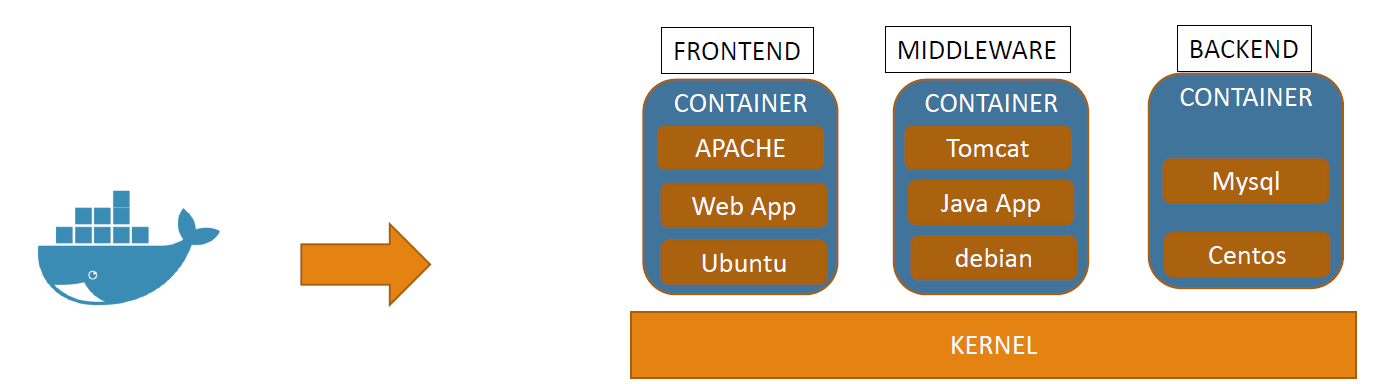 FRONTEND
CONTAINER
APACHE
Web App
Ubuntu
MIDDLEWARE
CONTAINER
Tomcat
Java App
debian
BACKEND
CONTAINER
Mysql
Centos
KERNEL